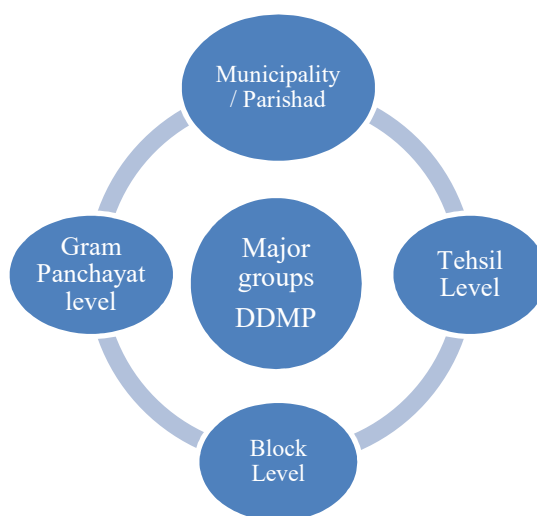 Municipality
/ Parishad
Gram
Panchayat
level
Major
groups
DDMP
Tehsil
Level
Block
Level